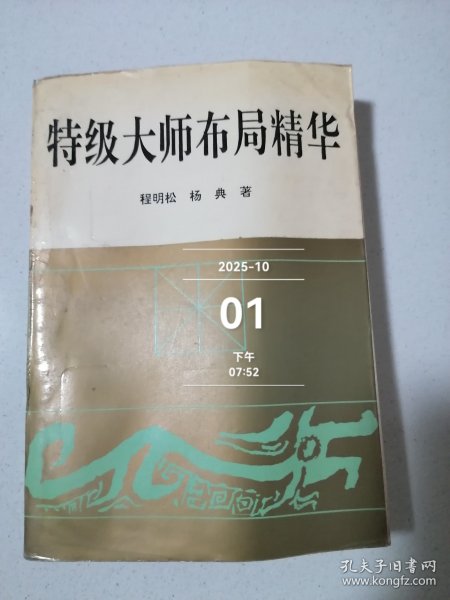 特级大师布局精华
程明松 杨典 著
2025-10
01
下午
07:52
孔夫子旧书网
www.kongfz.com